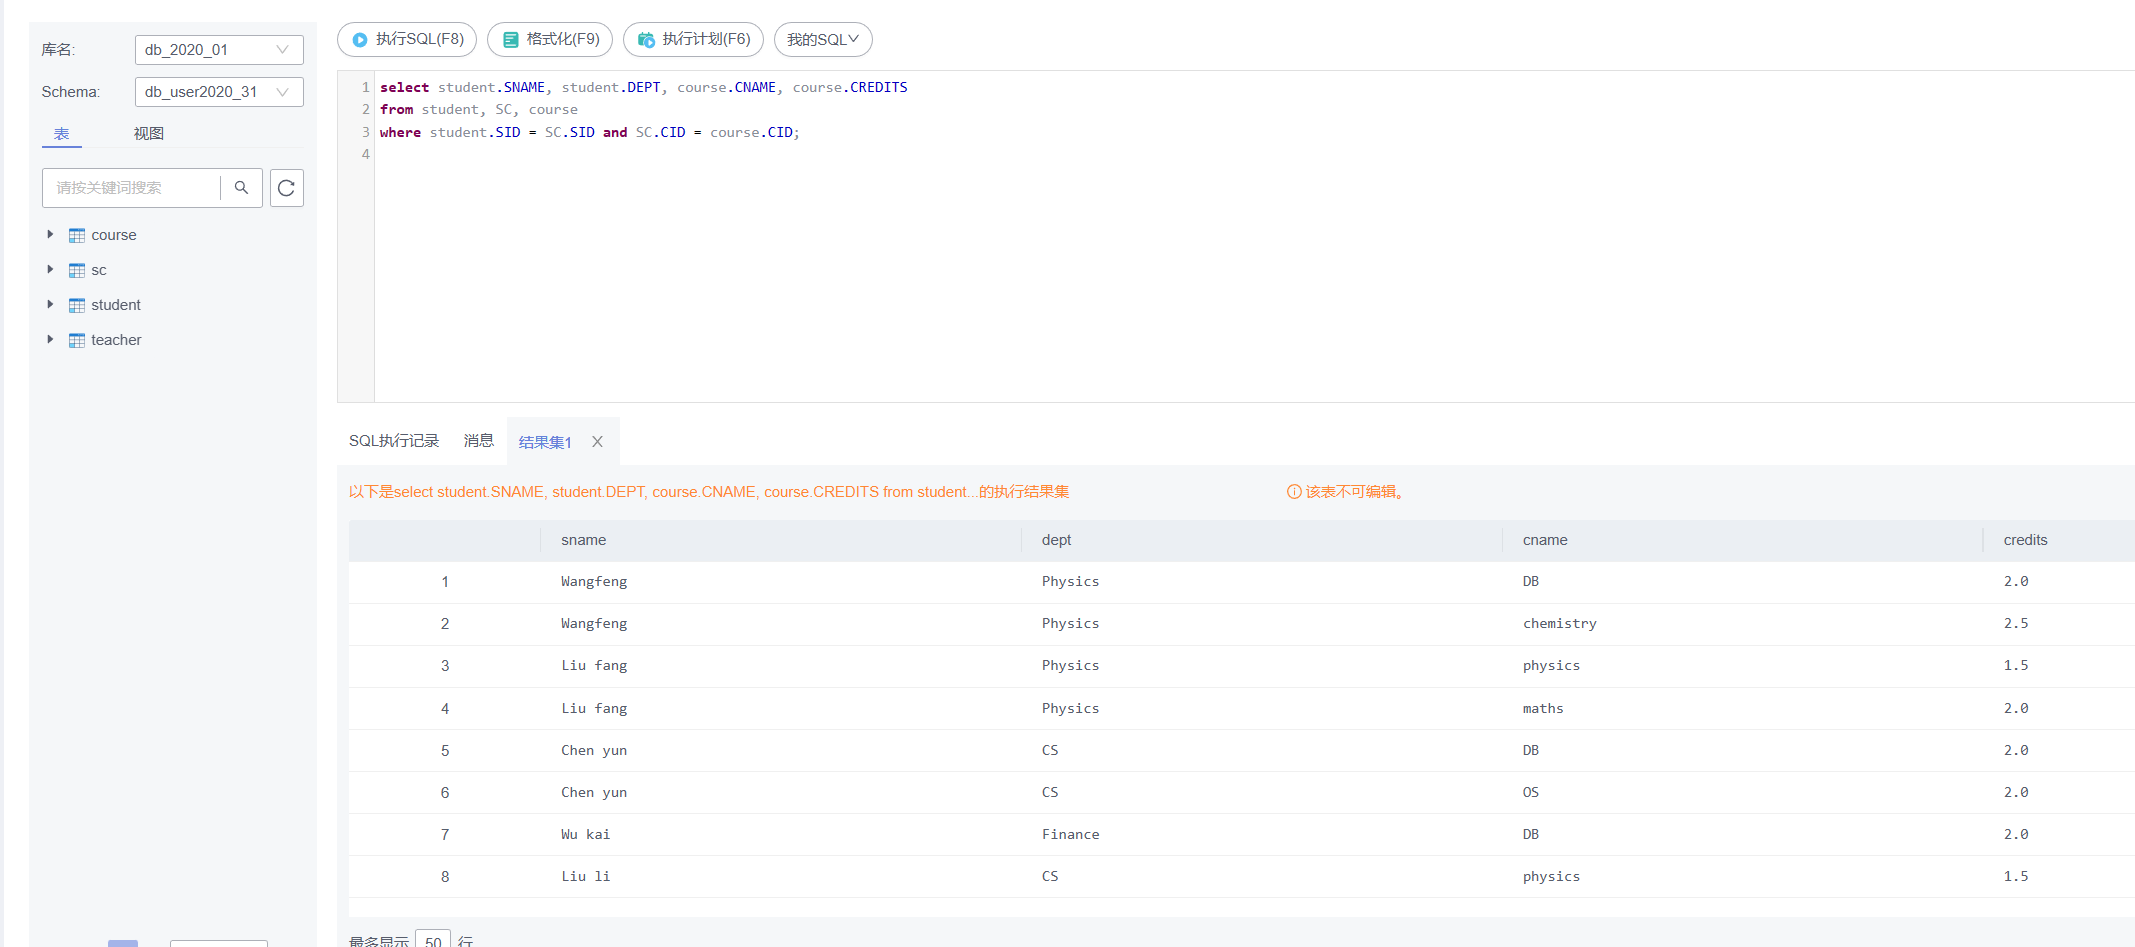 库名:
db_2020_01
Schema:
db_user2020_31
表 视图
请按关键词搜索
course
sc
student
teacher
执行SQL(F8) 格式化(F9) 执行计划(F6) 我的SQL
1 select student.SNAME, student.DEPT, course.CNAME, course.CREDITS
2 from student, SC, course
3 where student.SID = SC.SID and SC.CID = course.CID;
4
SQL执行记录 消息 结果集1
以下是select student.SNAME, student.DEPT, course.CNAME, course.CREDITS from student...的执行结果集 该表不可编辑。
sname dept cname credits
1 Wangfeng Physics DB 2.0
2 Wangfeng Physics chemistry 2.5
3 Liu fang Physics physics 1.5
4 Liu fang Physics maths 2.0
5 Chen yun CS DB 2.0
6 Chen yun CS OS 2.0
7 Wu kai Finance DB 2.0
8 Liu li CS physics 1.5
最多显示 50 行